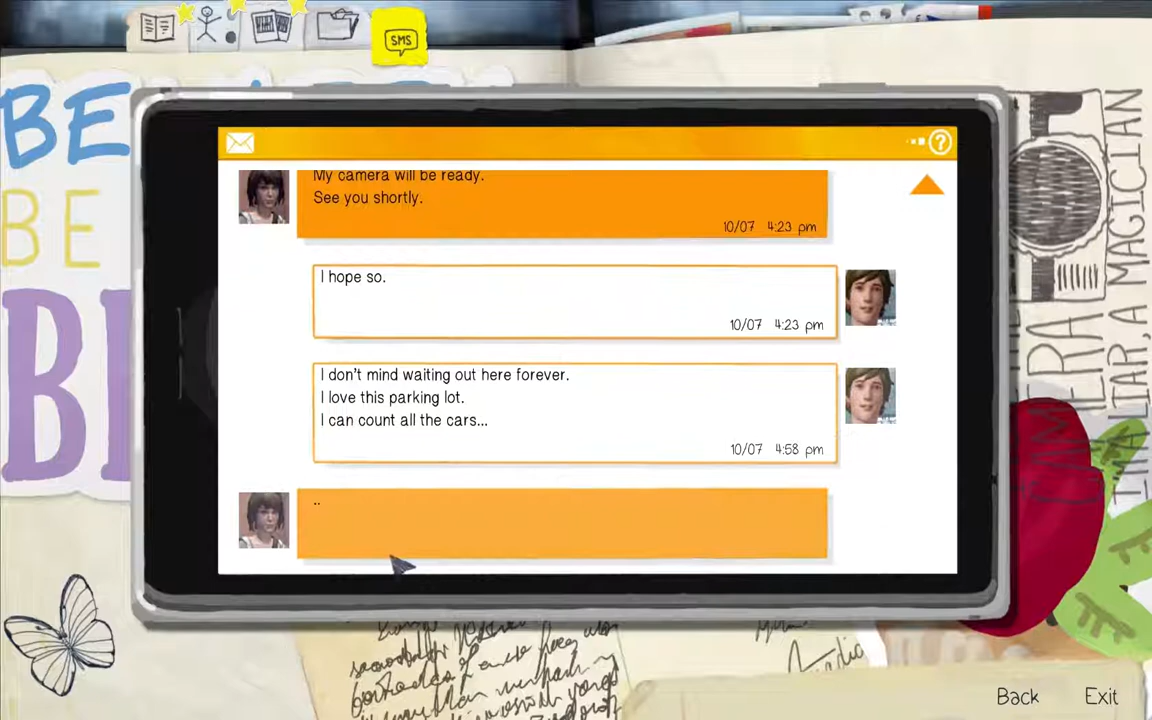 SMS
BE
BE
My camera will be ready.
See you shortly.
10/07 4:23 pm
I hope so.
10/07 4:23 pm
I don't mind waiting out here forever.
I love this parking lot.
I can count all the cars...
10/07 4:58 pm
..
?
I'M A LIAR, A MAGICIAN
Back
Exit